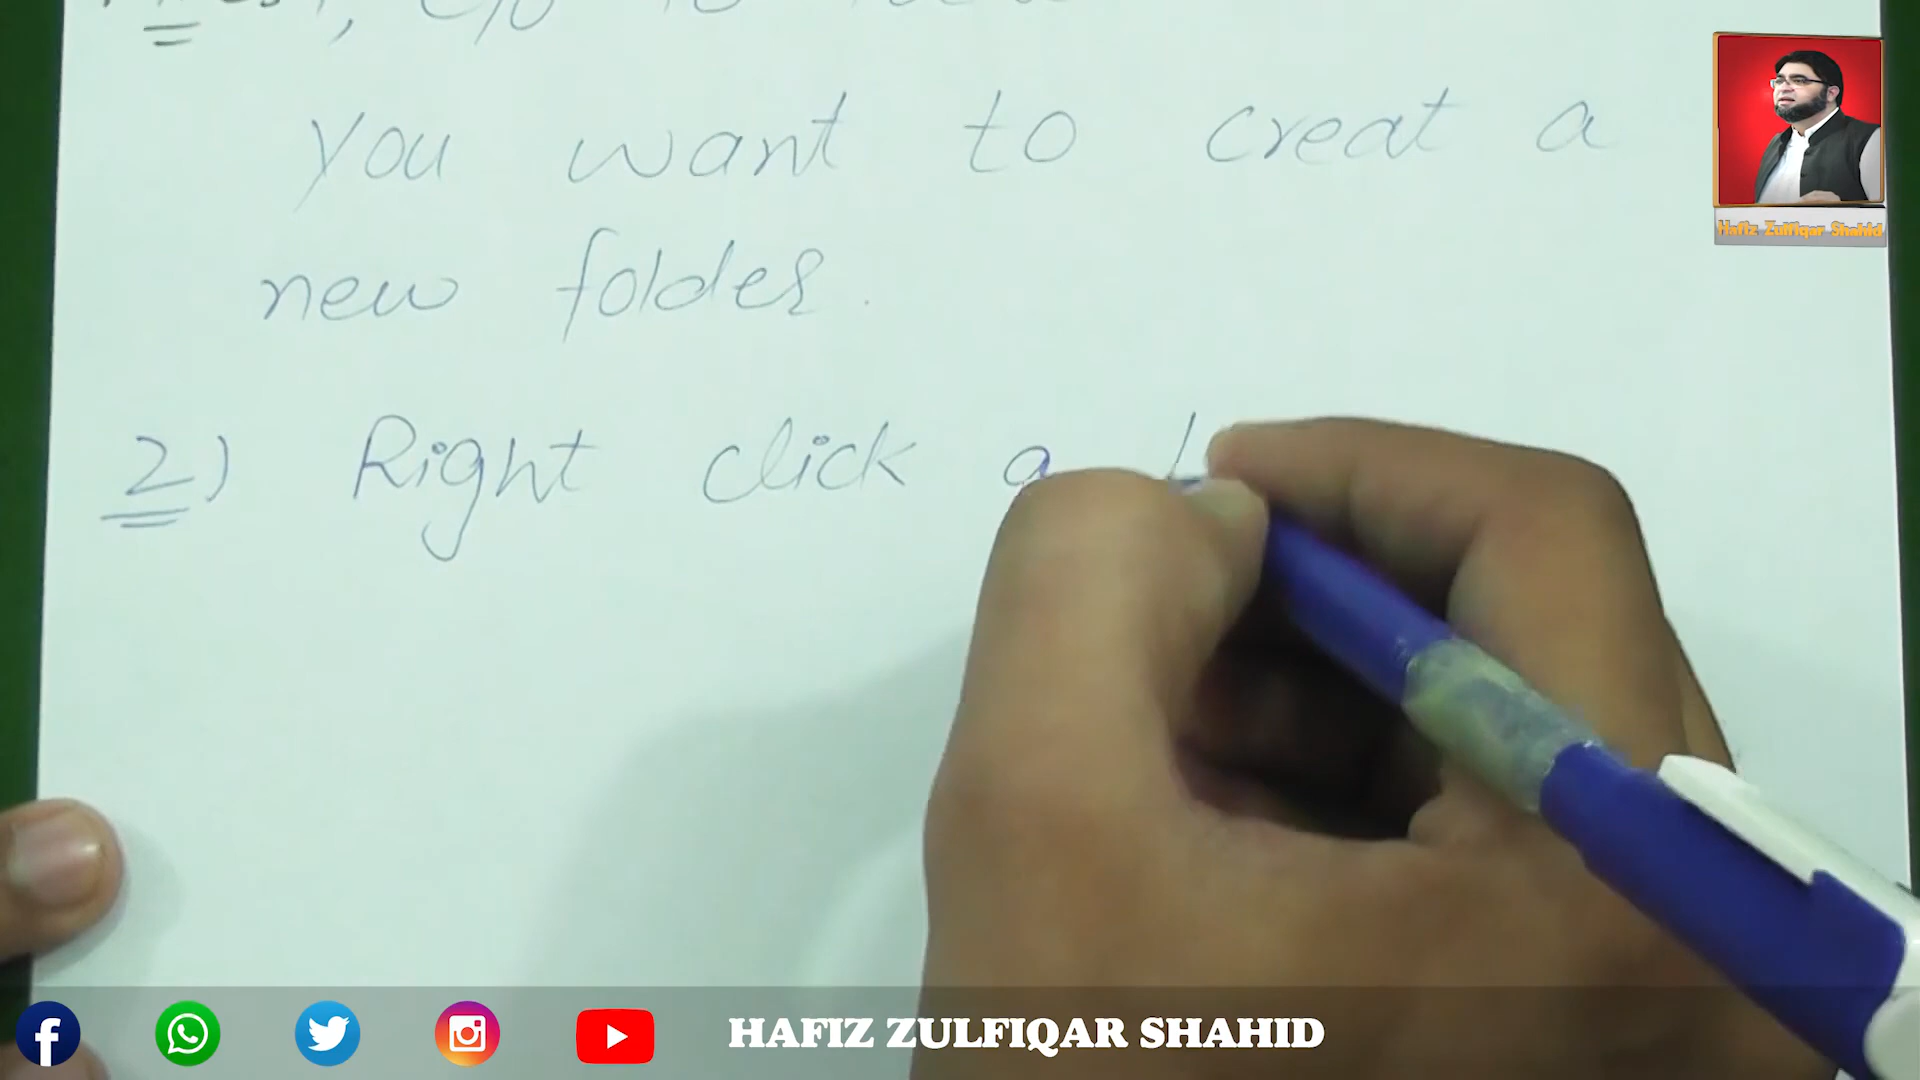 you want to creat a
new folder.
2) Right click a
Hafiz Zulfiqar Shahid
HAFIZ ZULFIQAR SHAHID